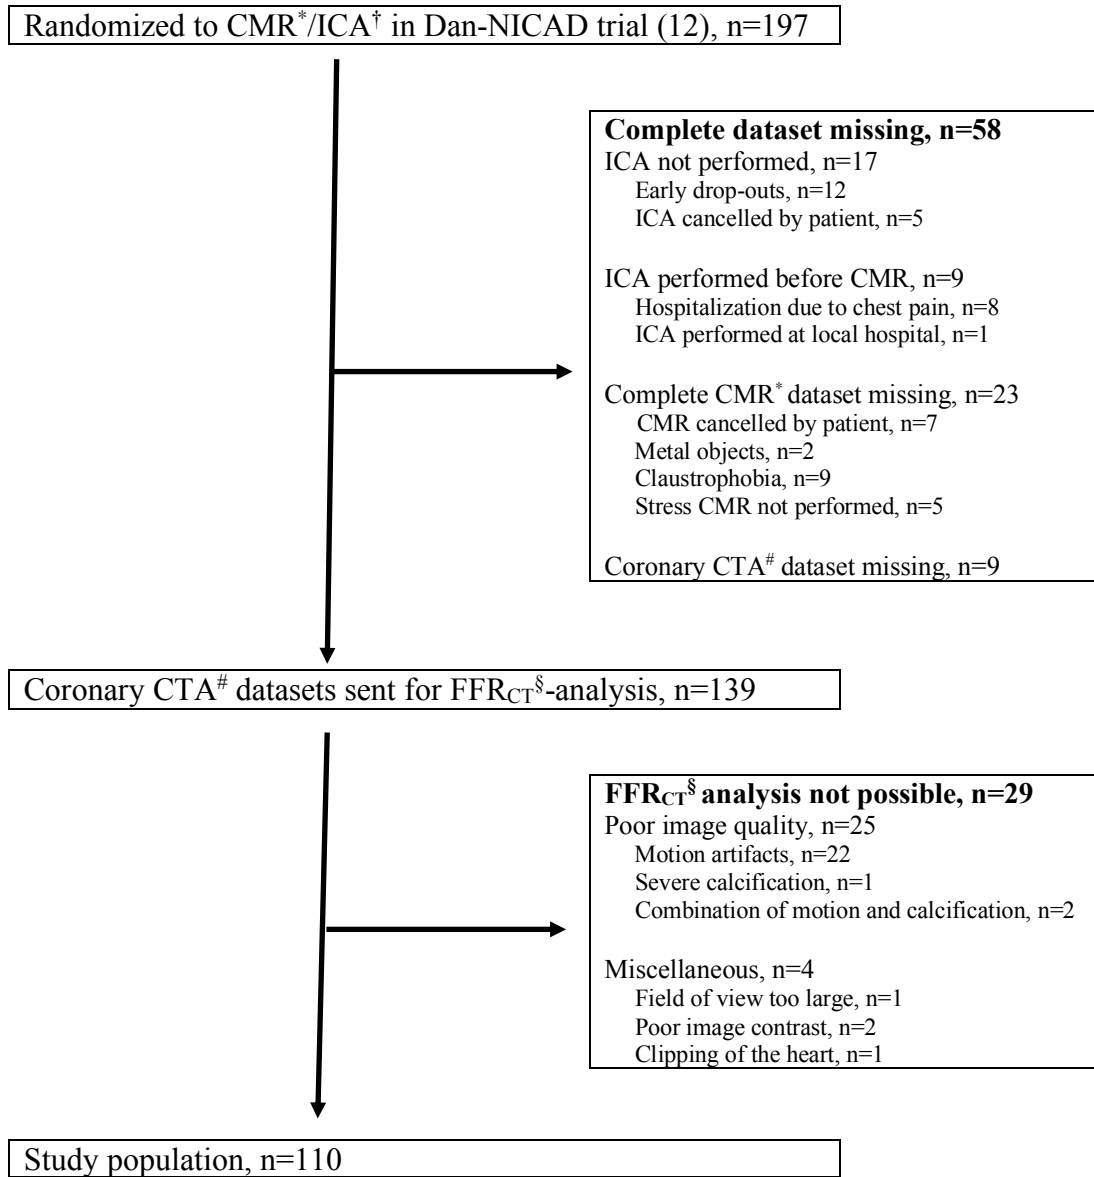 Randomized to CMR*/ICA† in Dan-NICAD trial (12), n=197
Complete dataset missing, n=58
ICA not performed, n=17
Early drop-outs, n=12
ICA cancelled by patient, n=5
ICA performed before CMR, n=9
Hospitalization due to chest pain, n=8
ICA performed at local hospital, n=1
Complete CMR* dataset missing, n=23
CMR cancelled by patient, n=7
Metal objects, n=2
Claustrophobia, n=9
Stress CMR not performed, n=5
Coronary CTA# dataset missing, n=9
Coronary CTA# datasets sent for FFRCT§-analysis, n=139
FFRCT§ analysis not possible, n=29
Poor image quality, n=25
Motion artifacts, n=22
Severe calcification, n=1
Combination of motion and calcification, n=2
Miscellaneous, n=4
Field of view too large, n=1
Poor image contrast, n=2
Clipping of the heart, n=1
Study population, n=110